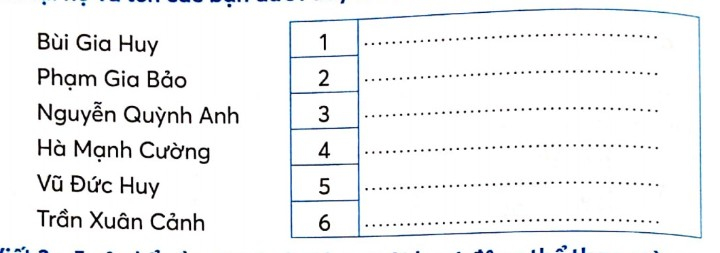 Bùi Gia Huy
Phạm Gia Bảo
Nguyễn Quỳnh Anh
Hà Mạnh Cường
Vũ Đức Huy
Trần Xuân Cảnh
1 ........................................
2 ........................................
3 ........................................
4 ........................................
5 ........................................
6 ........................................